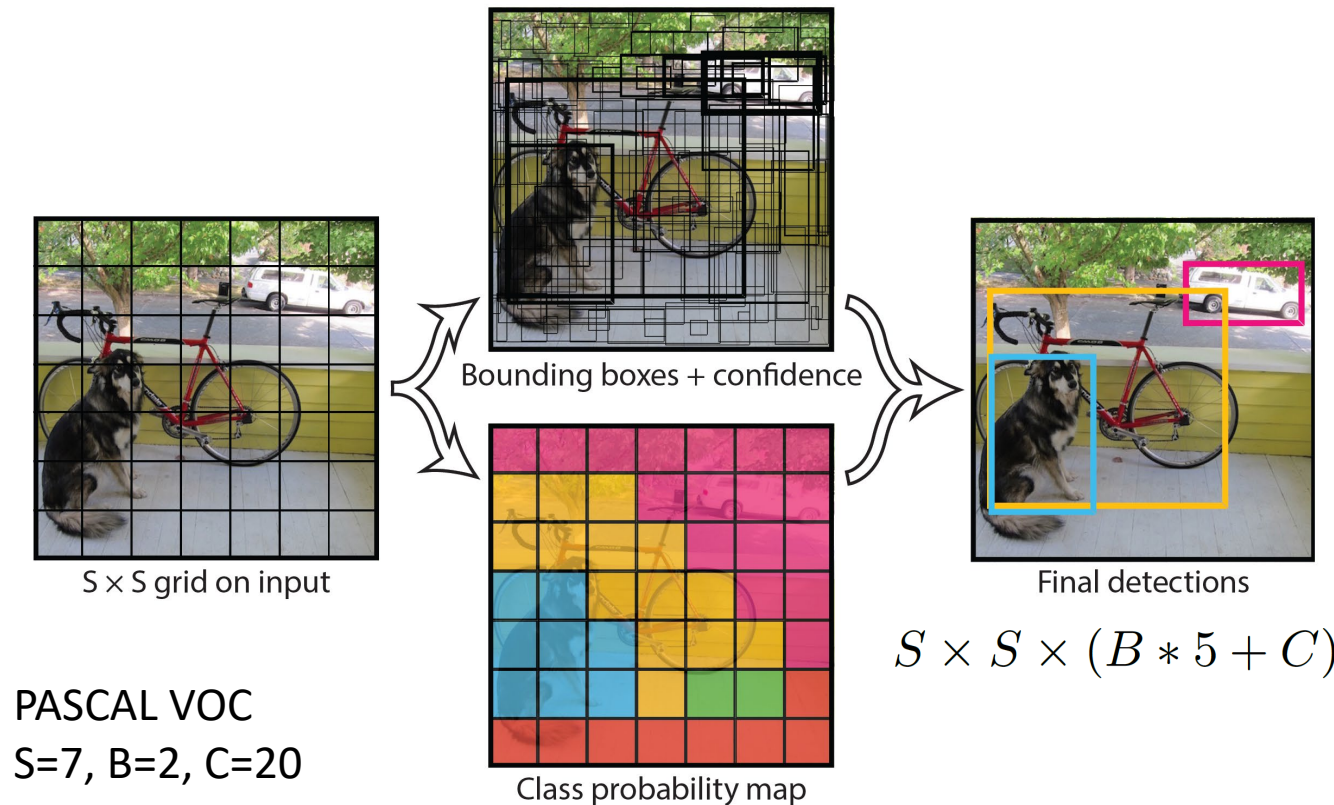 Bounding boxes + confidence
S × S grid on input
Final detections
S × S × (B ∗ 5 + C)
PASCAL VOC
S=7, B=2, C=20
Class probability map